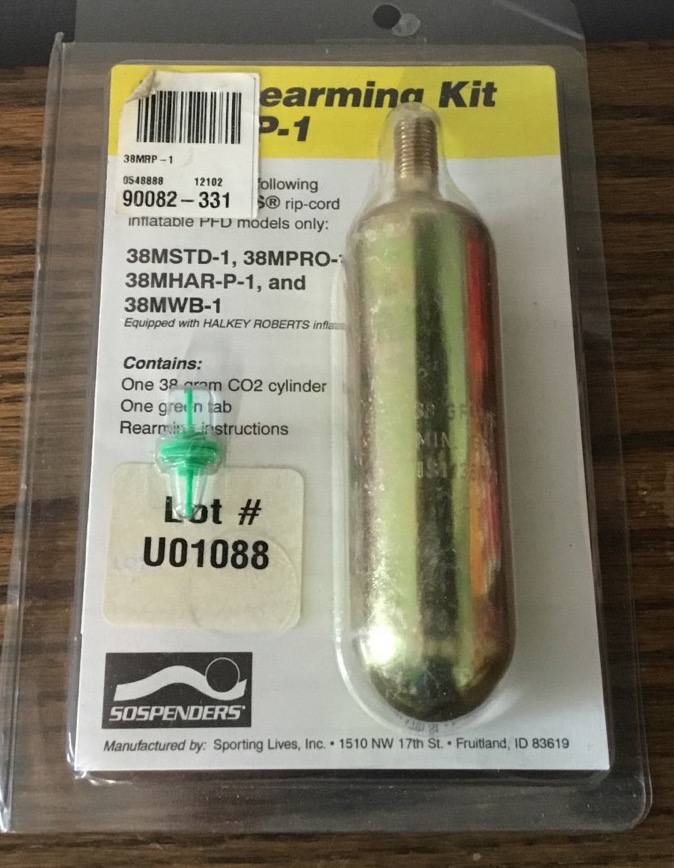 earming Kit
38MRP-1
P-1
0548888 12102
90082-331
following
S® rip-cord
inflatable PFD models only:
38MSTD-1, 38MPRO-
38MHAR-P-1, and
38MWB-1
Equipped with HALKEY ROBERTS infla
Contains:
One 38 gram CO2 cylinder
One green tab
Rearming instructions
MIN.
Lot #
U01088
SOSPENDERS®
Manufactured by: Sporting Lives, Inc. • 1510 NW 17th St. • Fruitland, ID 83619